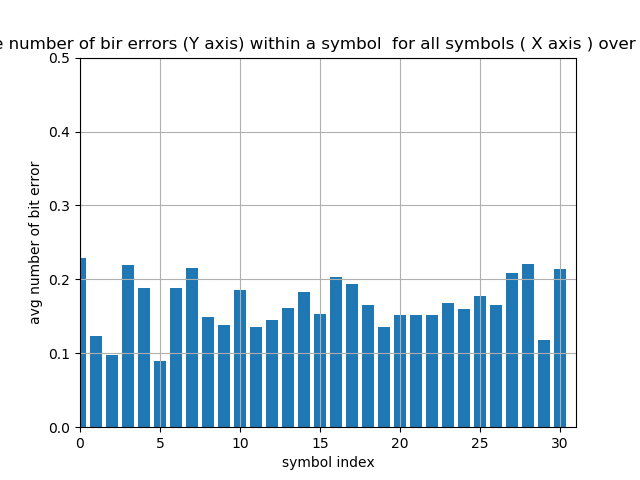 number of bir errors (Y axis) within a symbol  for all symbols ( X axis ) over
0.5
0.4
0.3
0.2
0.1
0.0
avg number of bit error
0 5 10 15 20 25 30
symbol index